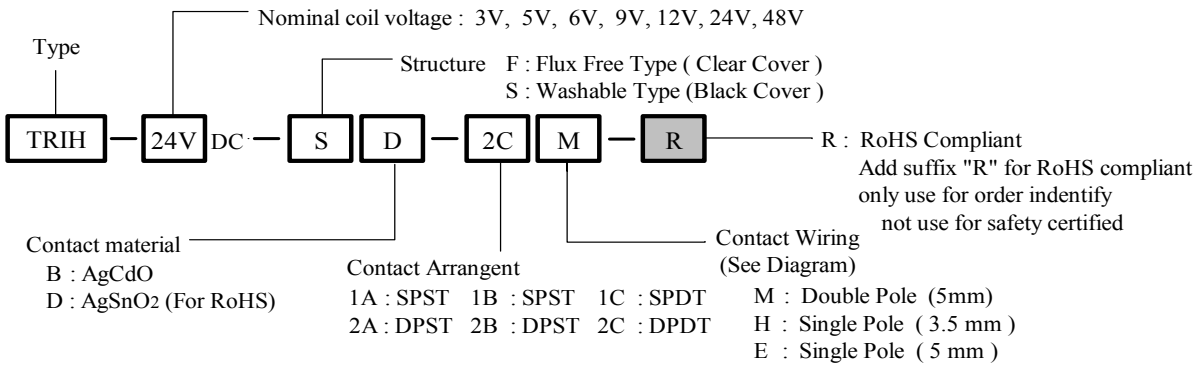 Nominal coil voltage : 3V, 5V, 6V, 9V, 12V, 24V, 48V
Type
Structure F : Flux Free Type ( Clear Cover )
S : Washable Type (Black Cover )
TRIH 24V DC S D 2C M R
R : RoHS Compliant
Add suffix "R" for RoHS compliant
only use for order indentify
not use for safety certified
Contact material
B : AgCdO
D : AgSnO2 (For RoHS)
Contact Arrangent
1A : SPST 1B : SPST 1C : SPDT
2A : DPST 2B : DPST 2C : DPDT
Contact Wiring
(See Diagram)
M : Double Pole (5mm)
H : Single Pole ( 3.5 mm )
E : Single Pole ( 5 mm )